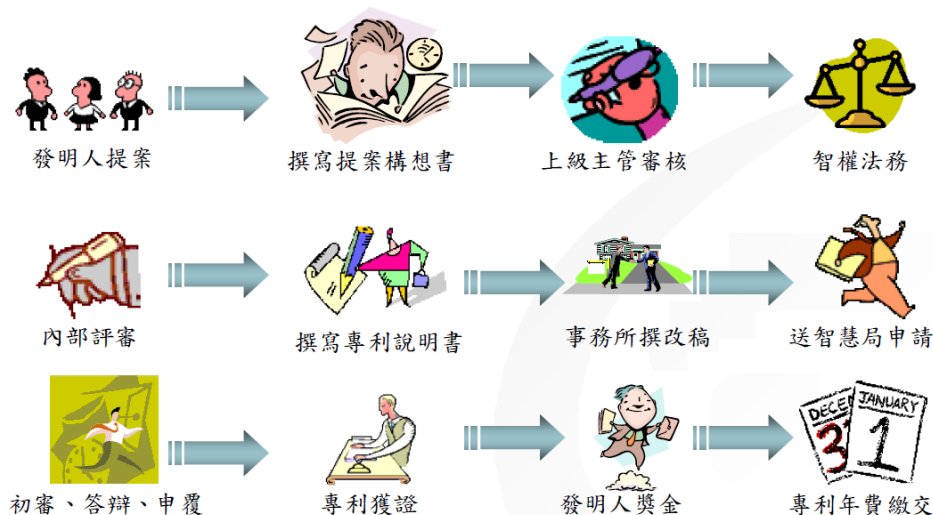 發明人提案
撰寫提案構想書
上級主管審核
智權法務
內部評審
撰寫專利說明書
事務所撰改稿
送智慧局申請
初審、答辯、申覆
專利獲證
發明人獎金
專利年費繳交
JANUARY
1